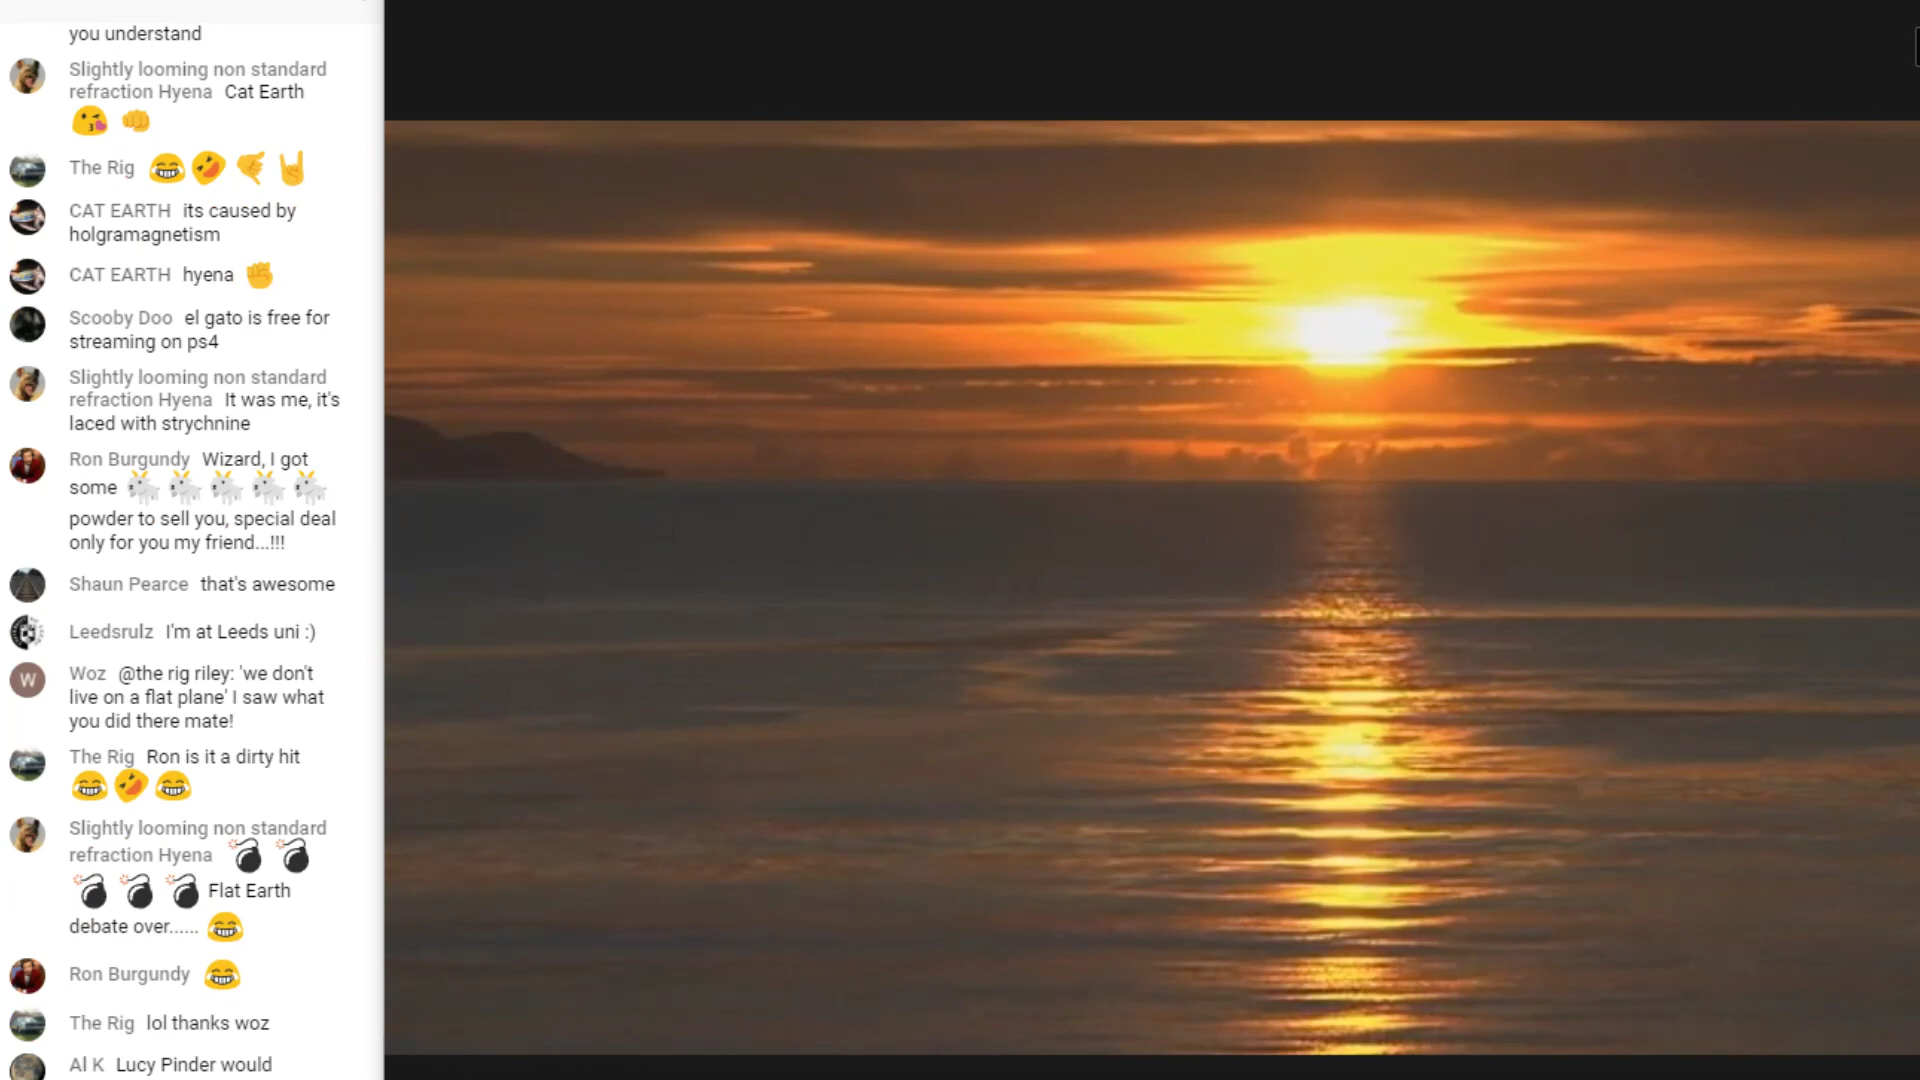 you understand
Slightly looming non standard
refraction Hyena Cat Earth
The Rig
CAT EARTH its caused by
holgramagnetism
CAT EARTH hyena
Scooby Doo el gato is free for
streaming on ps4
Slightly looming non standard
refraction Hyena It was me, it's
laced with strychnine
Ron Burgundy Wizard, I got
some
powder to sell you, special deal
only for you my friend...!!!
Shaun Pearce that's awesome
Leedsrulz I'm at Leeds uni :)
W
Woz @the rig riley: 'we don't
live on a flat plane' I saw what
you did there mate!
The Rig Ron is it a dirty hit
Slightly looming non standard
refraction Hyena
Flat Earth
debate over......
Ron Burgundy
The Rig lol thanks woz
Al K Lucy Pinder would